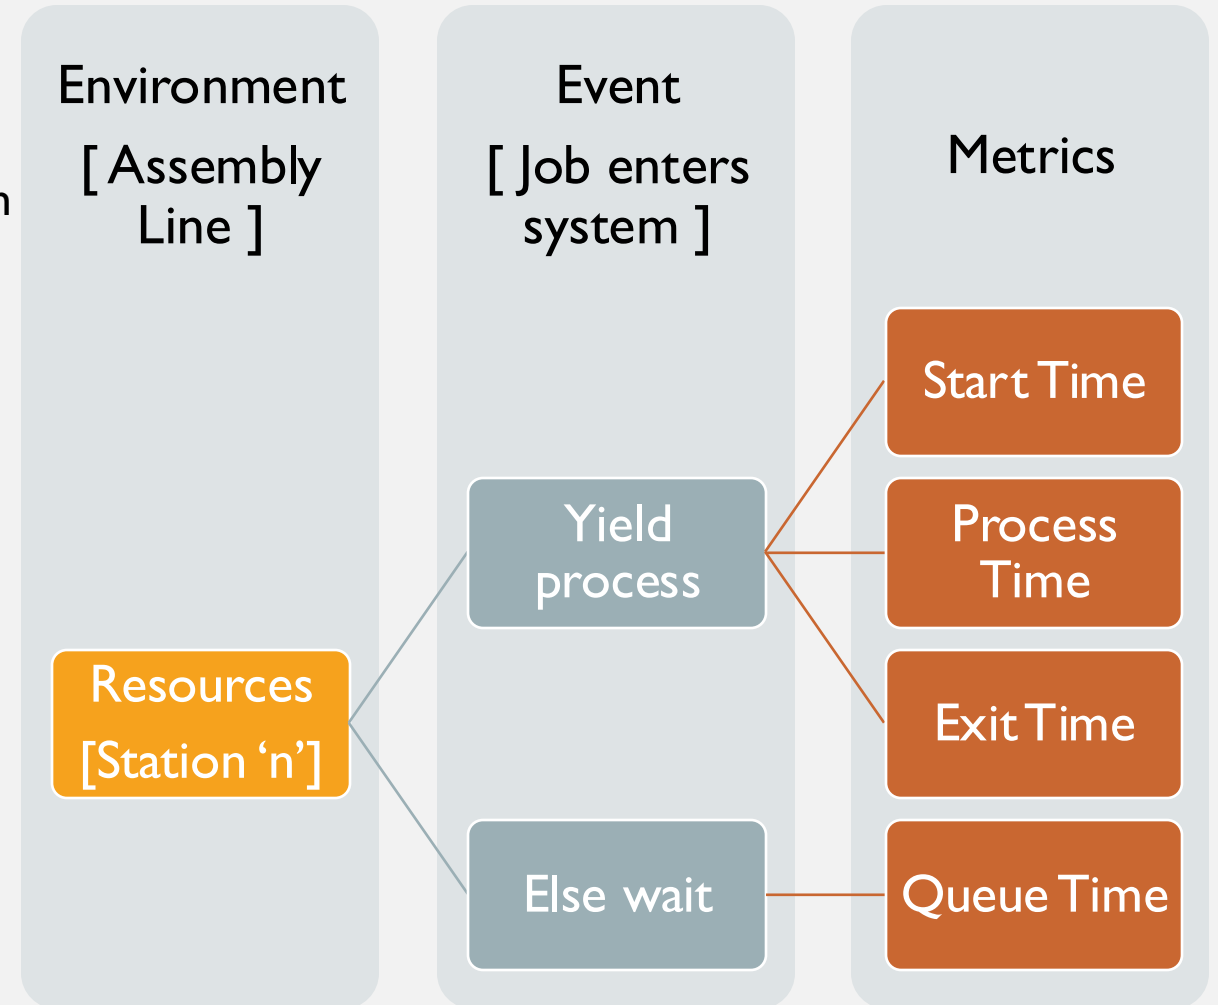 Environment
[ Assembly
Line ]
Event
[ Job enters
system ]
Metrics
Resources
[Station ‘n’]
Yield
process
Else wait
Start Time
Process
Time
Exit Time
Queue Time